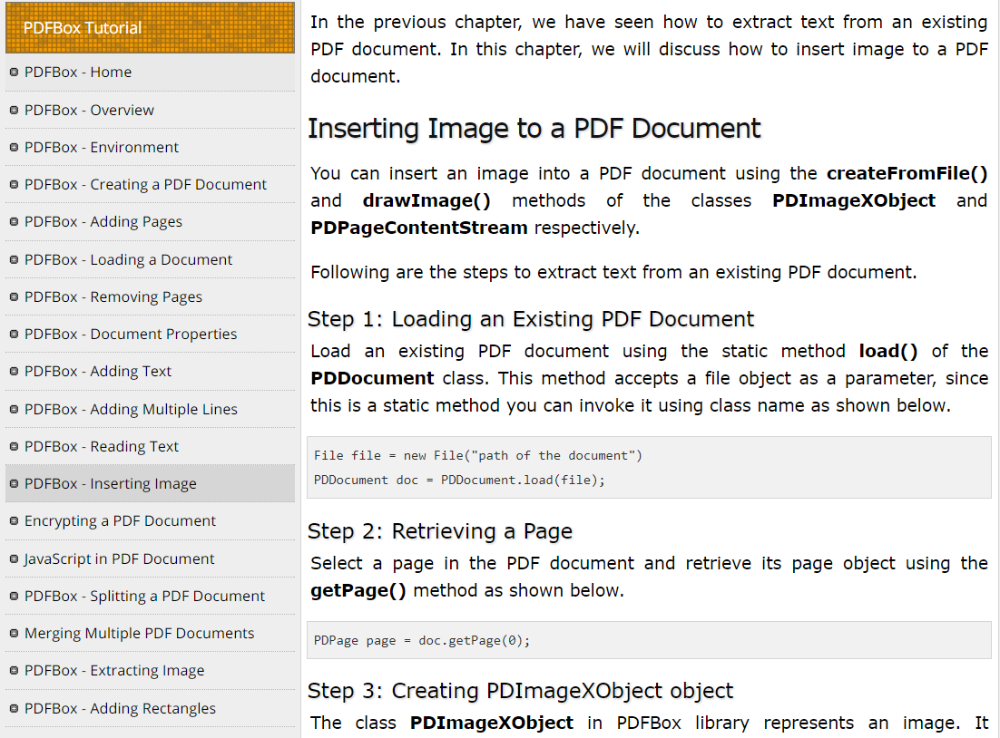 PDFBox Tutorial
PDFBox - Home
PDFBox - Overview
PDFBox - Environment
PDFBox - Creating a PDF Document
PDFBox - Adding Pages
PDFBox - Loading a Document
PDFBox - Removing Pages
PDFBox - Document Properties
PDFBox - Adding Text
PDFBox - Adding Multiple Lines
PDFBox - Reading Text
PDFBox - Inserting Image
Encrypting a PDF Document
JavaScript in PDF Document
PDFBox - Splitting a PDF Document
Merging Multiple PDF Documents
PDFBox - Extracting Image
PDFBox - Adding Rectangles
In the previous chapter, we have seen how to extract text from an existing
PDF document. In this chapter, we will discuss how to insert image to a PDF
document.
Inserting Image to a PDF Document
You can insert an image into a PDF document using the createFromFile()
and drawImage() methods of the classes PDImageXObject and
PDPageContentStream respectively.
Following are the steps to extract text from an existing PDF document.
Step 1: Loading an Existing PDF Document
Load an existing PDF document using the static method load() of the
PDDocument class. This method accepts a file object as a parameter, since
this is a static method you can invoke it using class name as shown below.
File file = new File("path of the document")
PDDocument doc = PDDocument.load(file);
Step 2: Retrieving a Page
Select a page in the PDF document and retrieve its page object using the
getPage() method as shown below.
PDPage page = doc.getPage(0);
Step 3: Creating PDImageXObject object
The class PDImageXObject in PDFBox library represents an image. It